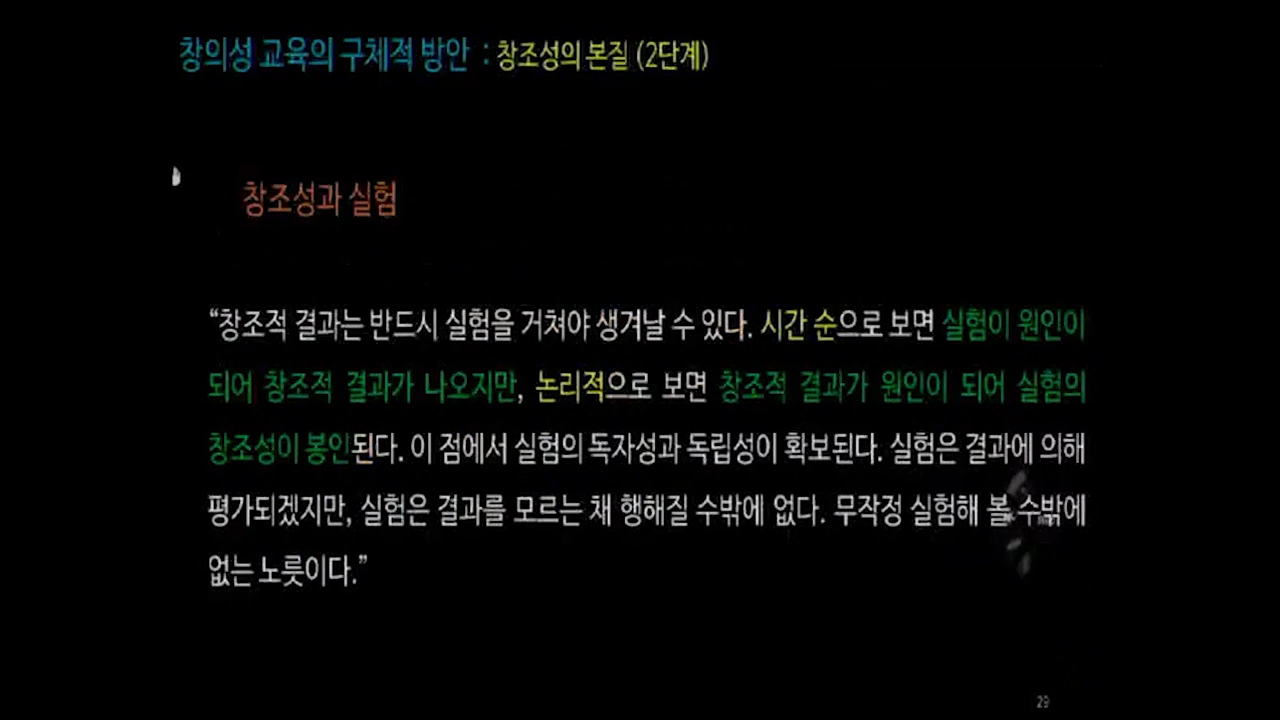 창의성 교육의 구체적 방안 : 창조성의 본질 (2단계)
창조성과 실험
“창조적 결과는 반드시 실험을 거쳐야 생겨날 수 있다. 시간 순으로 보면 실험이 원인이
되어 창조적 결과가 나오지만, 논리적으로 보면 창조적 결과가 원인이 되어 실험의
창조성이 봉인된다. 이 점에서 실험의 독자성과 독립성이 확보된다. 실험은 결과에 의해
평가되겠지만, 실험은 결과를 모르는 채 행해질 수밖에 없다. 무작정 실험해 볼 수밖에
없는 노릇이다.”
29